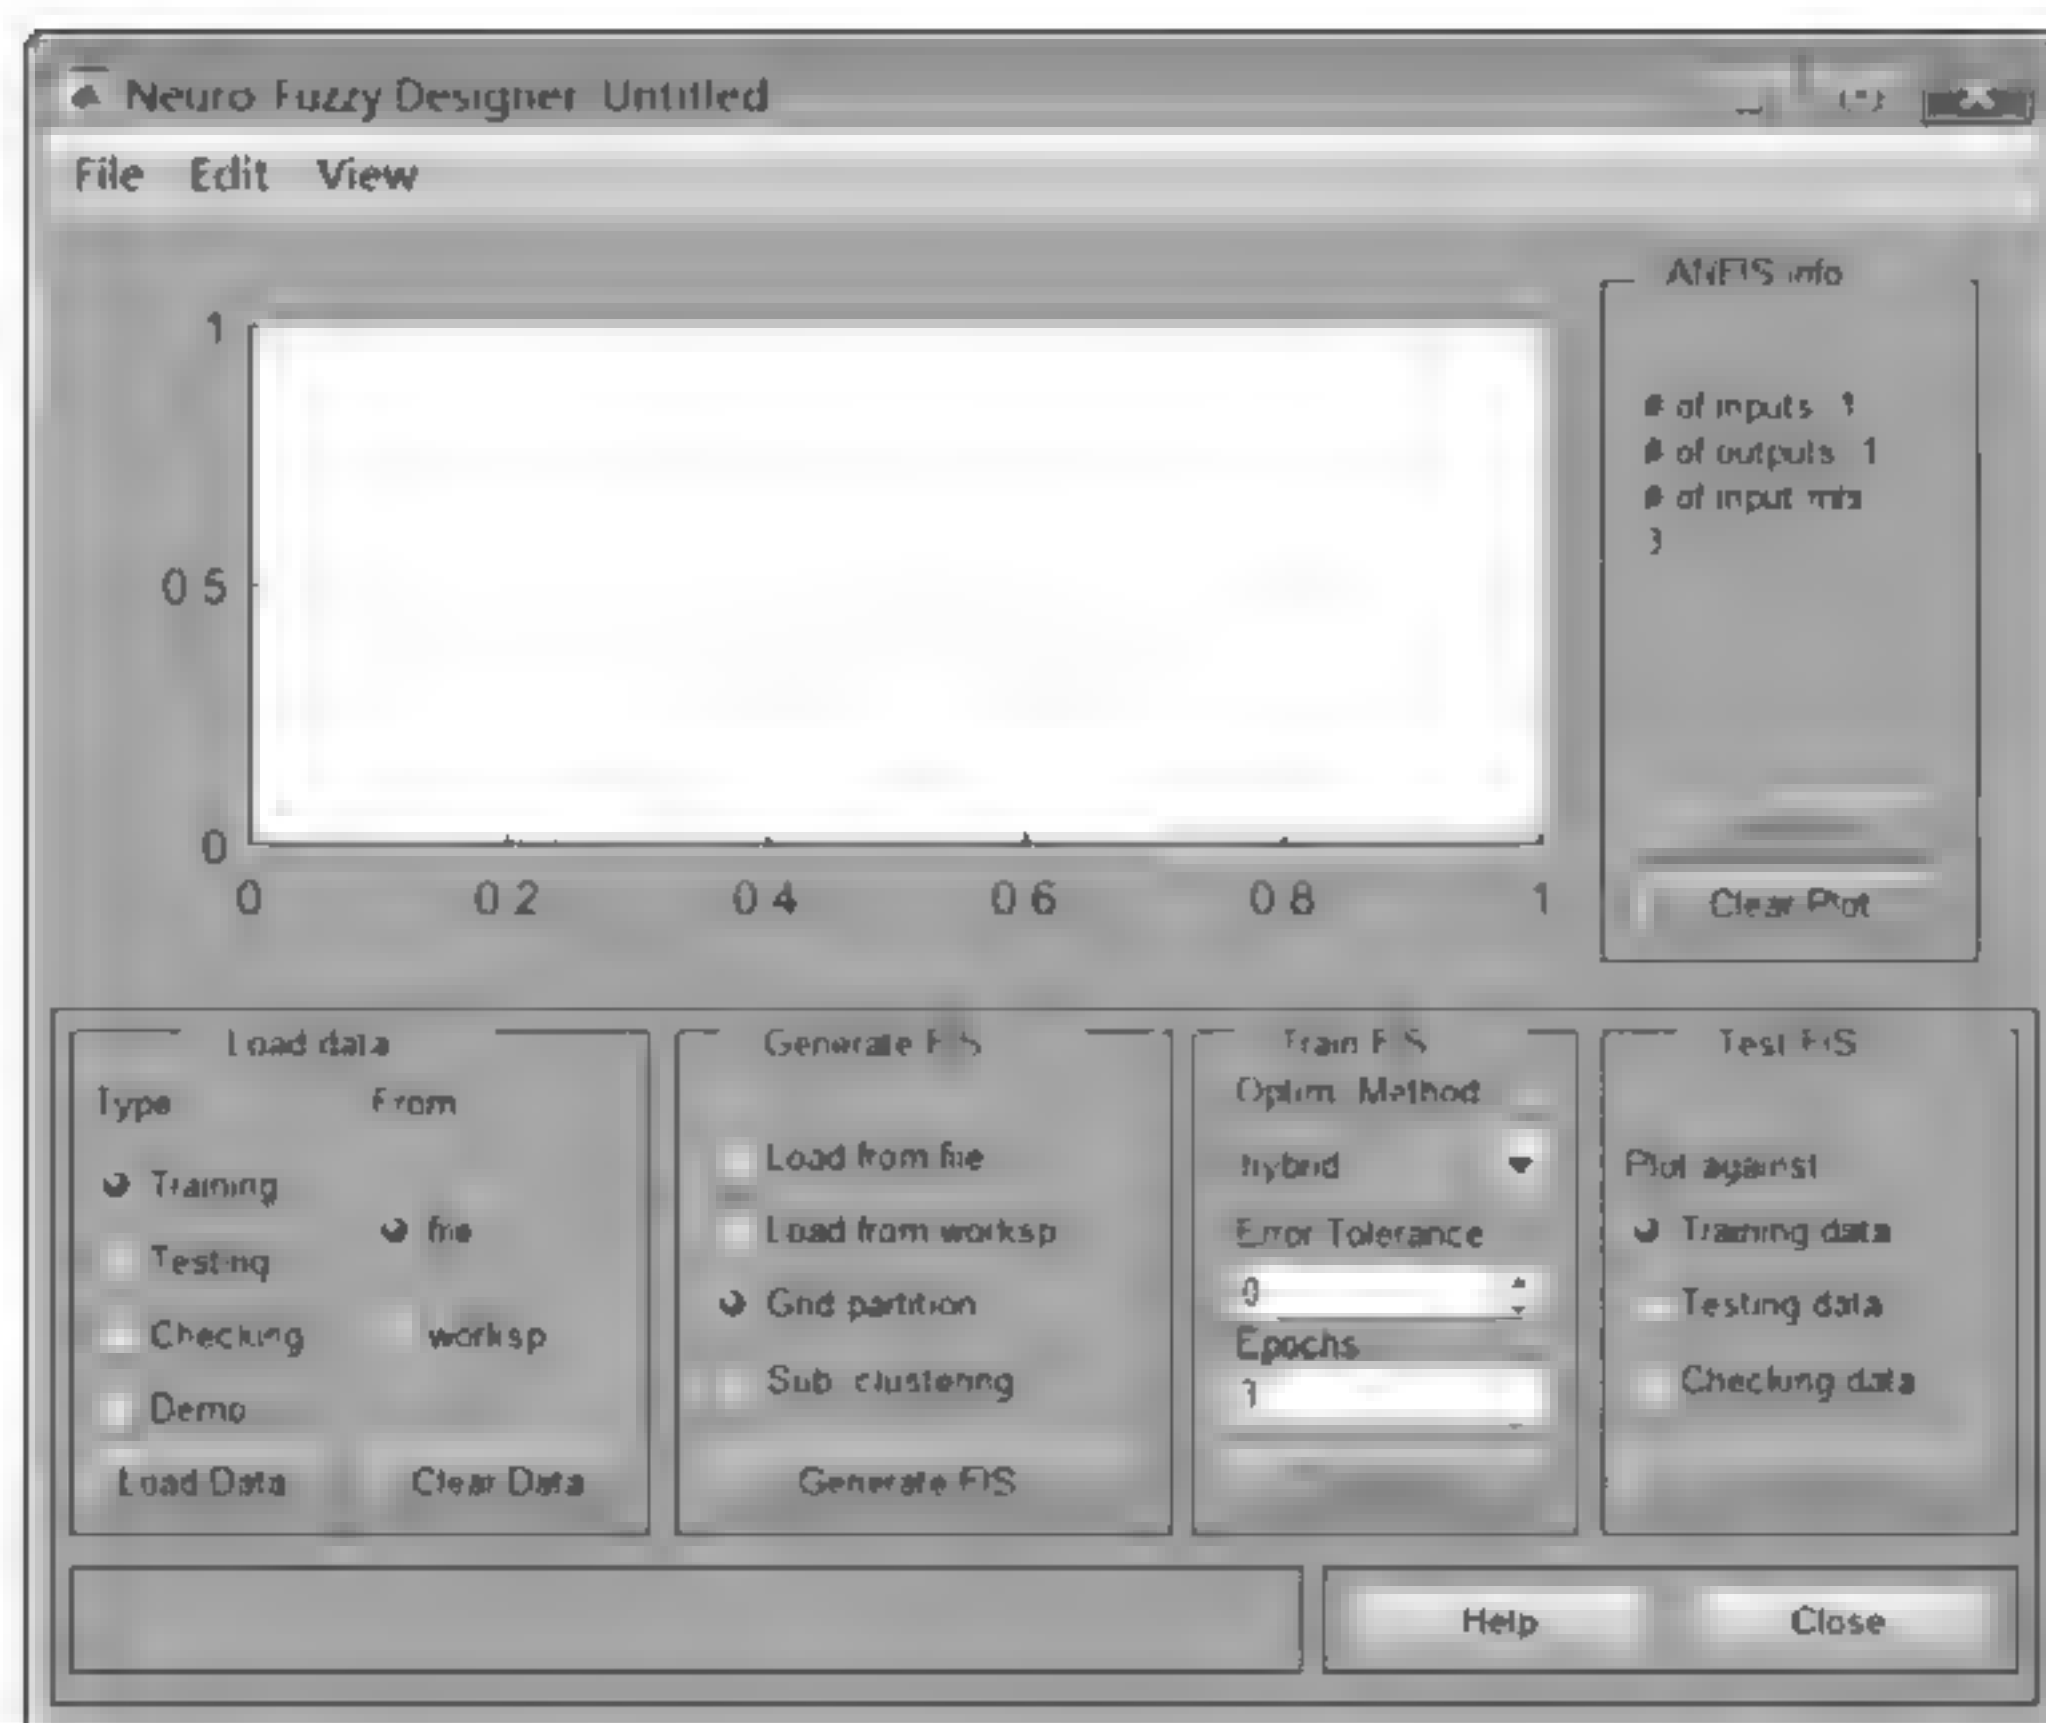 Neuro Fuzzy Designer Untitled
File Edit View
ANFIS info
1
0 5
0
0 0 2 0 4 0 6 0 8 1
# of inputs 1
# of outputs 1
# of input mfs
3
Clear Plot
Load data
Type From
Training
Testing
Checking
Demo
file
worksp
Load Data Clear Data
Generate FIS
Load from file
Load from worksp
Grid partition
Sub clustering
Generate FIS
Train FIS
Optim Method
hybrid
Error Tolerance
0
Epochs
3
Test FIS
Plot against
Training data
Testing data
Checking data
Help Close